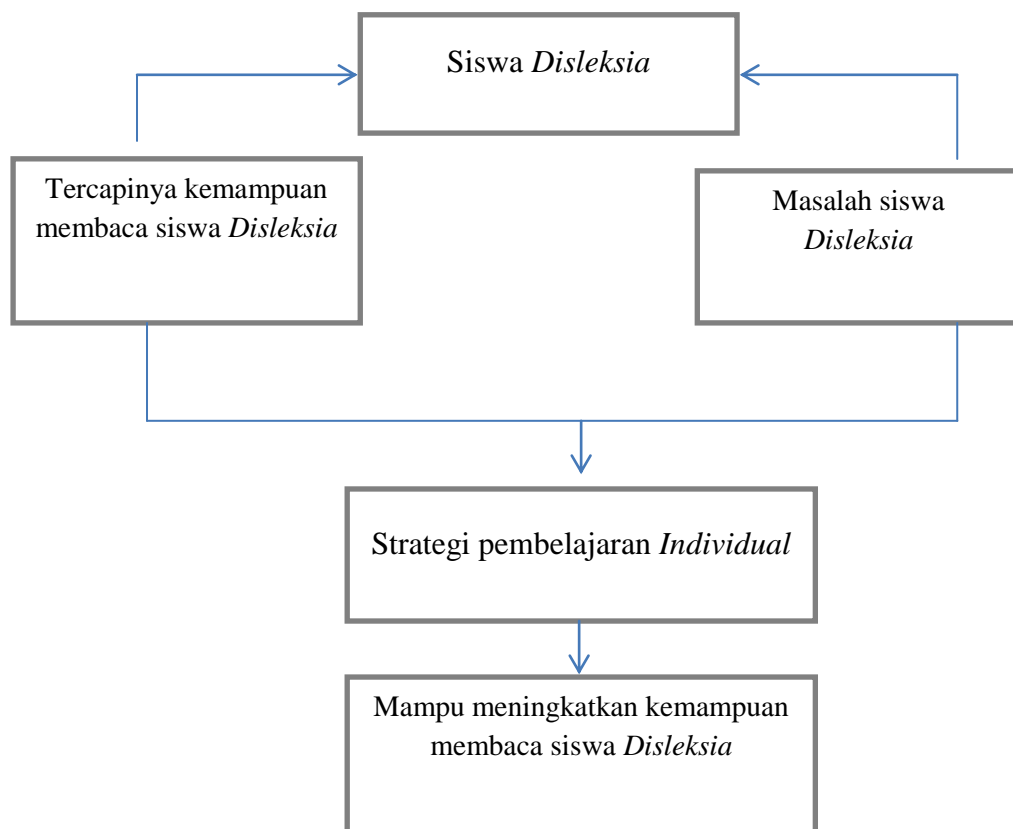 Siswa Disleksia
Tercapinya kemampuan
membaca siswa Disleksia
Masalah siswa
Disleksia
Strategi pembelajaran Individual
Mampu meningkatkan kemampuan
membaca siswa Disleksia